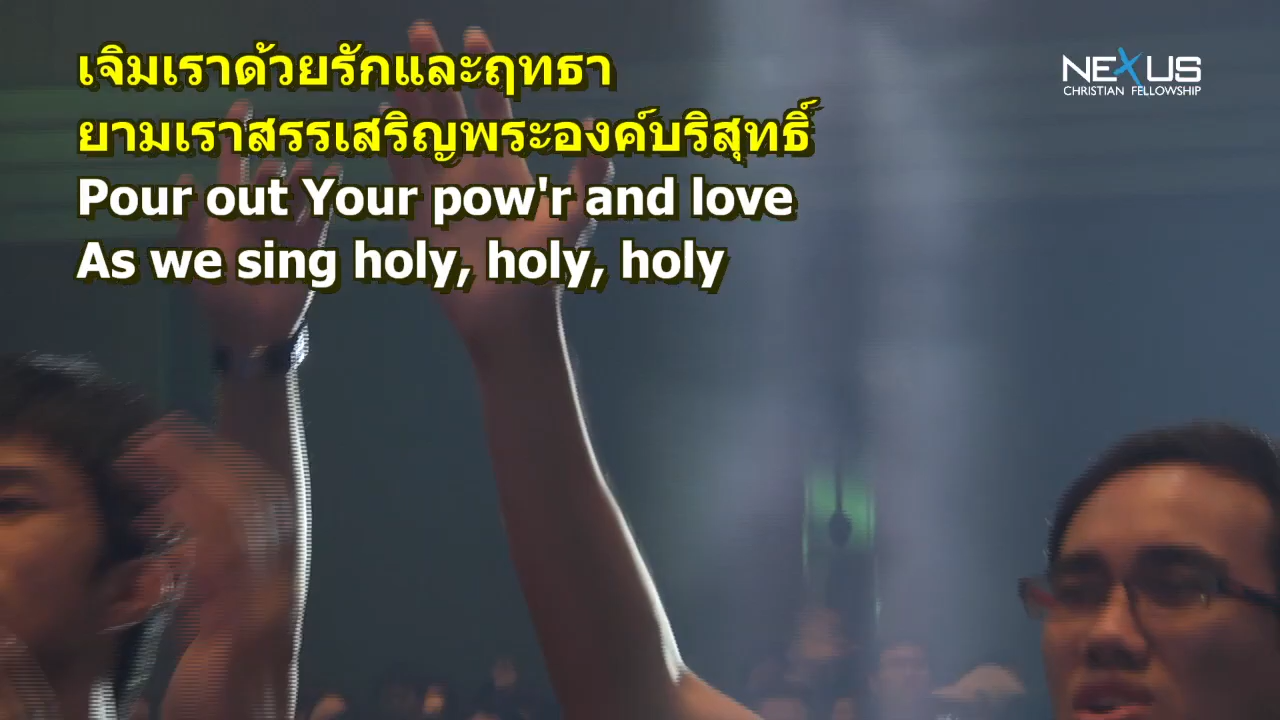 เจิมเราด้วยรักและฤทธา
ยามเราสรรเสริญพระองค์บริสุทธิ์
Pour out Your pow'r and love
As we sing holy, holy, holy
NEXUS
CHRISTIAN FELLOWSHIP